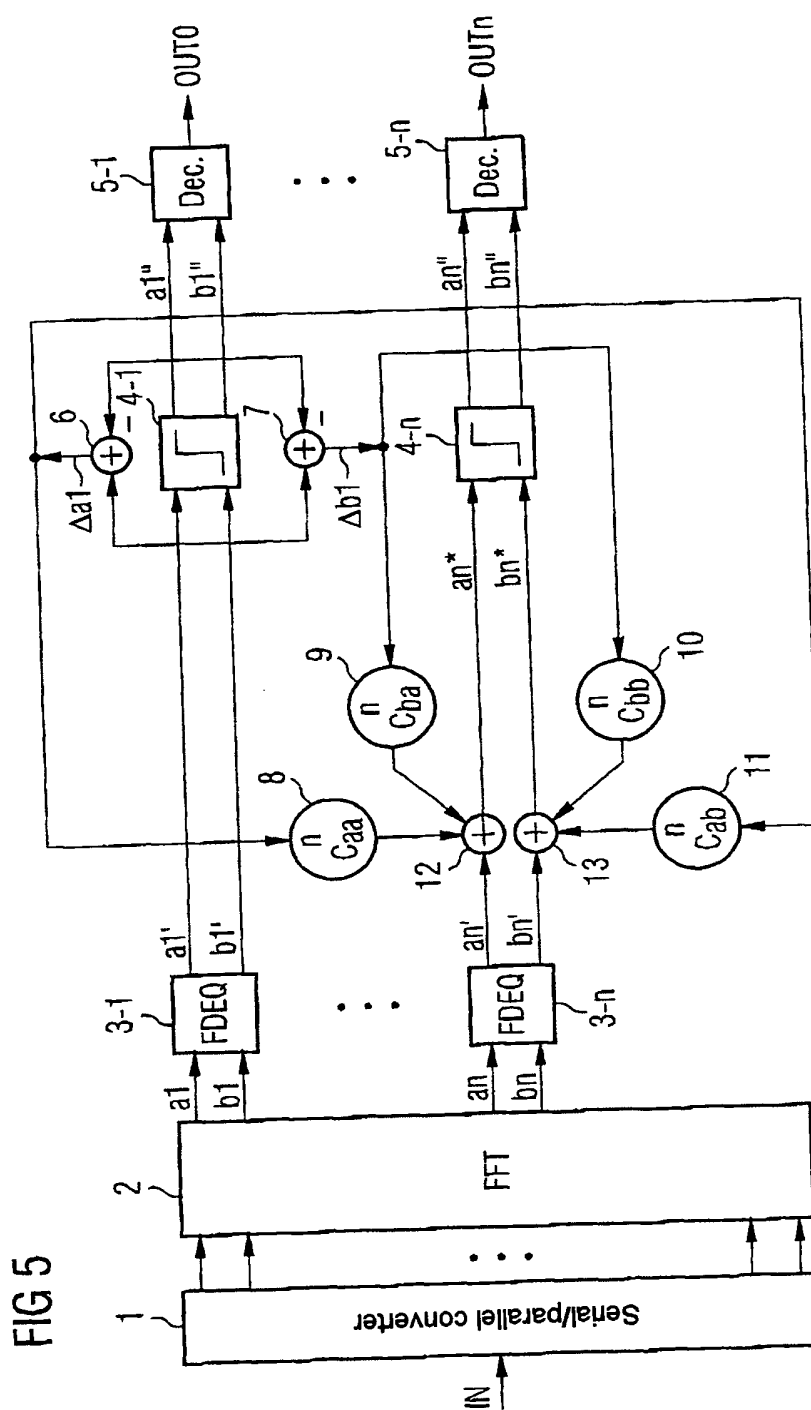 FIG 5
IN
1
Serial/parallel converter
2
FFT
a1
b1
3-1
FDEQ
a1'
b1'
an
bn
FDEQ
3-n
an'
bn'
8
n
Caa
9
n
Cba
12
+
13
+
10
n
Cbb
11
n
Cab
an*
bn*
Δa1
6
+
−
4-1
7
+
−
Δb1
4-n
a1"
b1"
5-1
Dec.
OUT0
an"
bn"
5-n
Dec.
OUTn